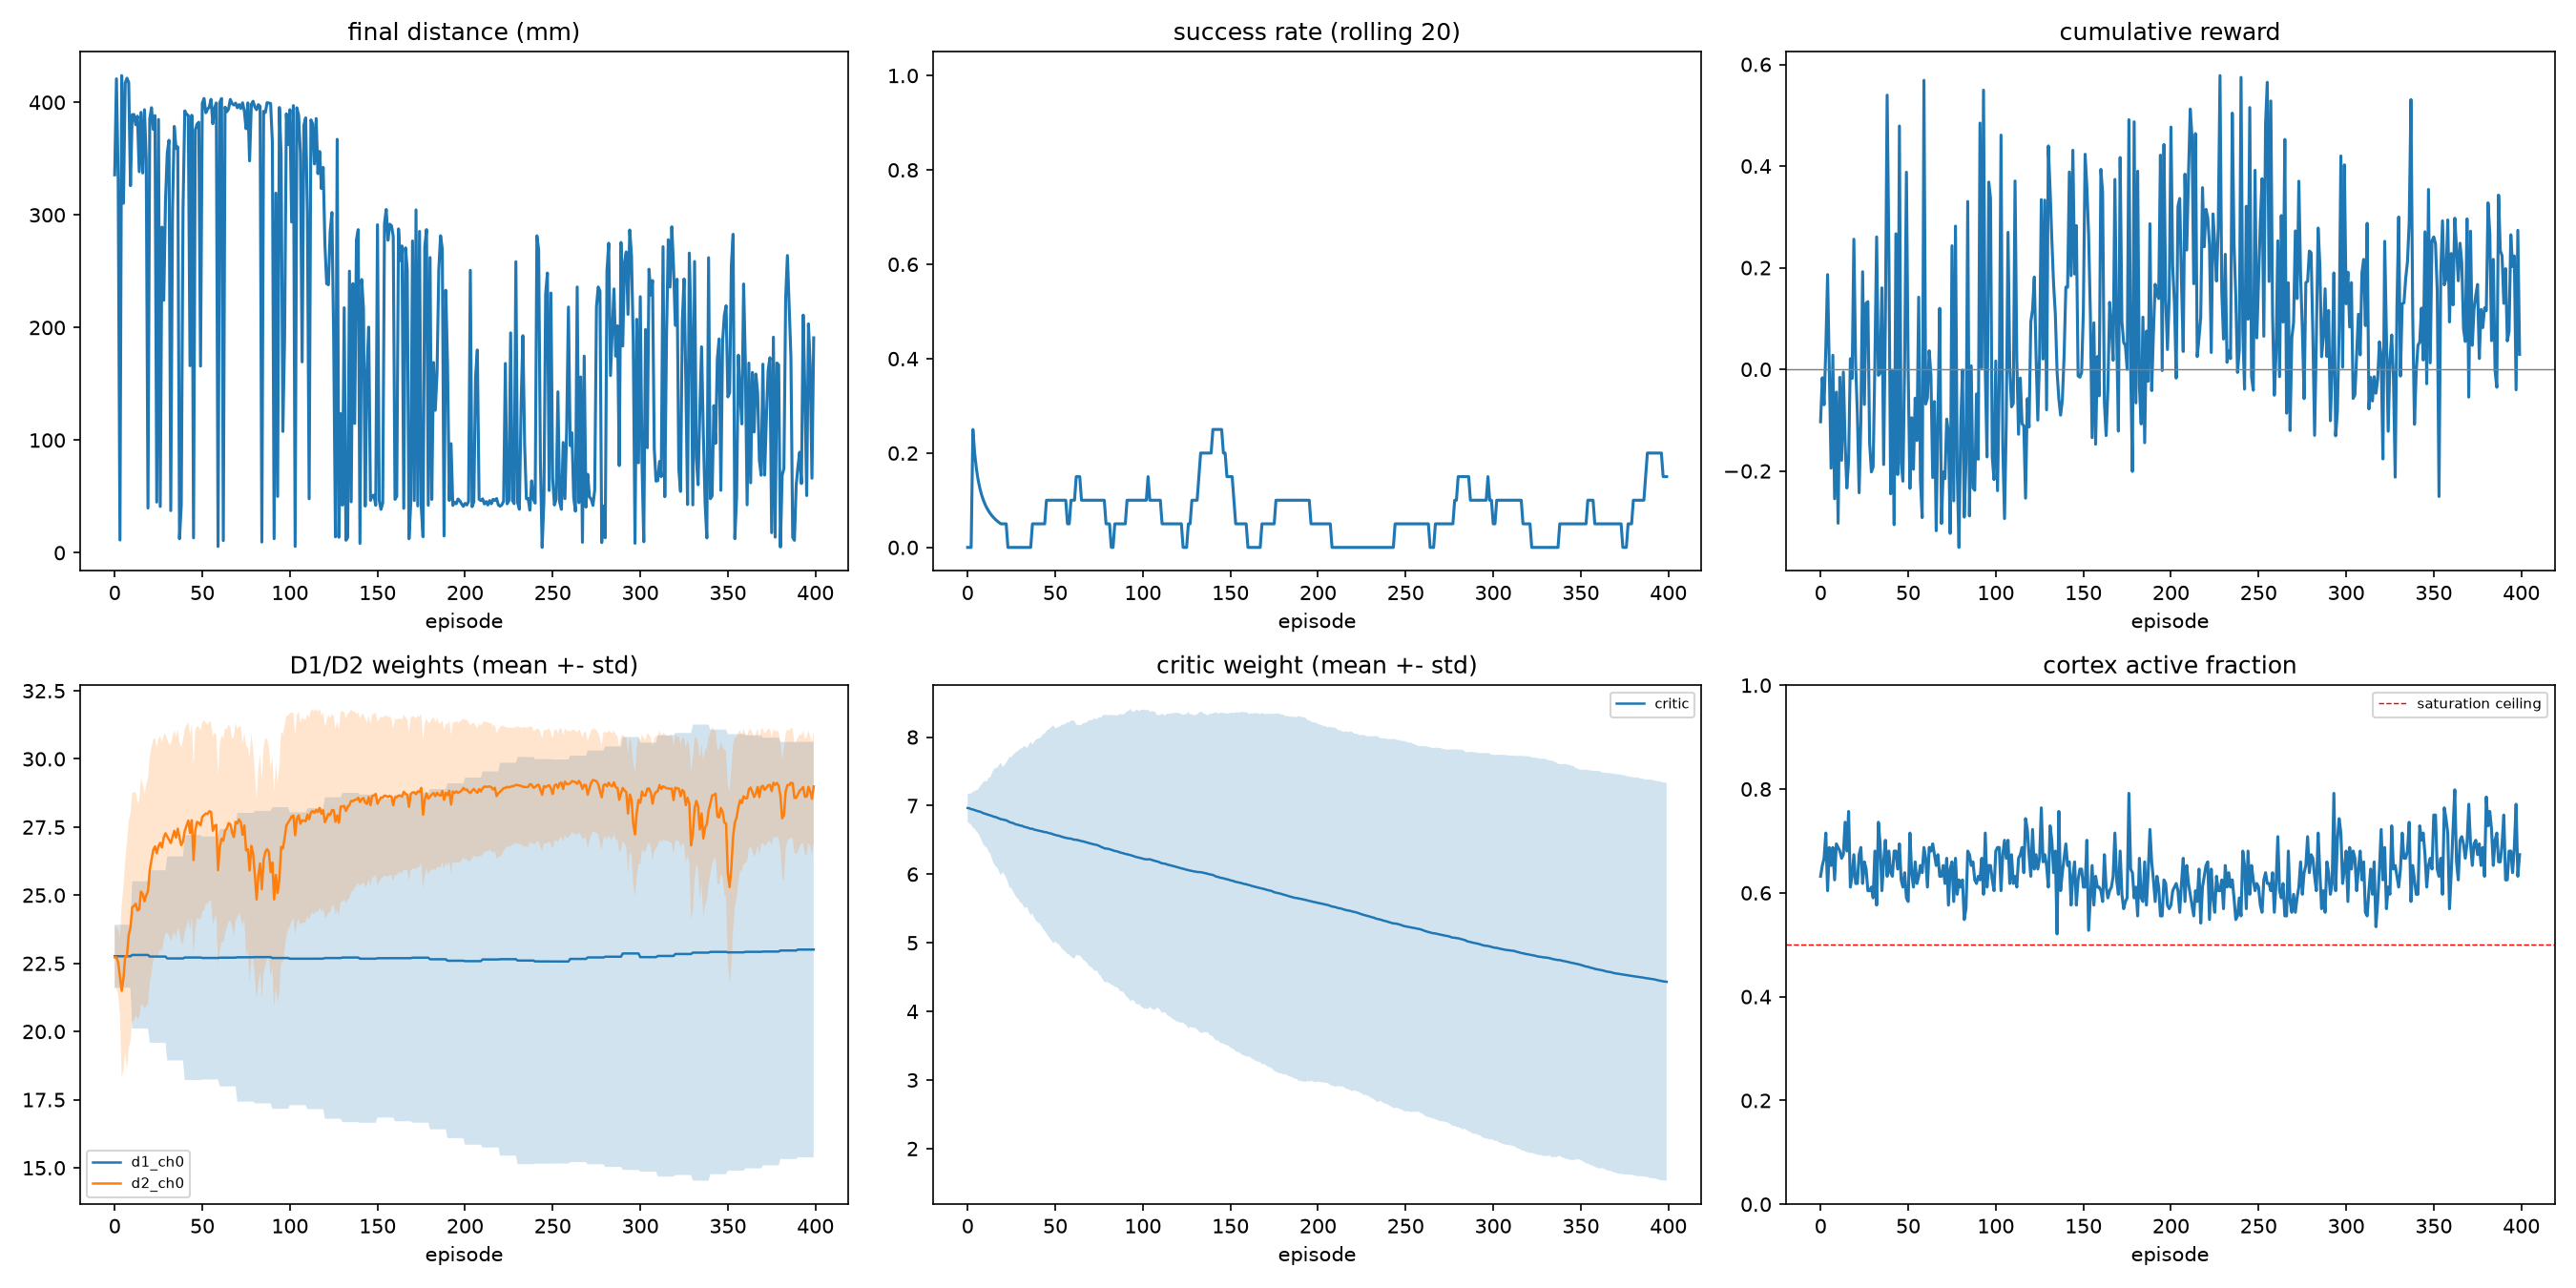 final distance (mm)
400
300
200
100
0
0 50 100 150 200 250 300 350 400
episode
success rate (rolling 20)
1.0
0.8
0.6
0.4
0.2
0.0
0 50 100 150 200 250 300 350 400
episode
cumulative reward
0.6
0.4
0.2
0.0
−0.2
0 50 100 150 200 250 300 350 400
episode
D1/D2 weights (mean +- std)
32.5
30.0
27.5
25.0
22.5
20.0
17.5
15.0
d1_ch0
d2_ch0
0 50 100 150 200 250 300 350 400
episode
critic weight (mean +- std)
critic
8
7
6
5
4
3
2
0 50 100 150 200 250 300 350 400
episode
cortex active fraction
saturation ceiling
1.0
0.8
0.6
0.4
0.2
0.0
0 50 100 150 200 250 300 350 400
episode